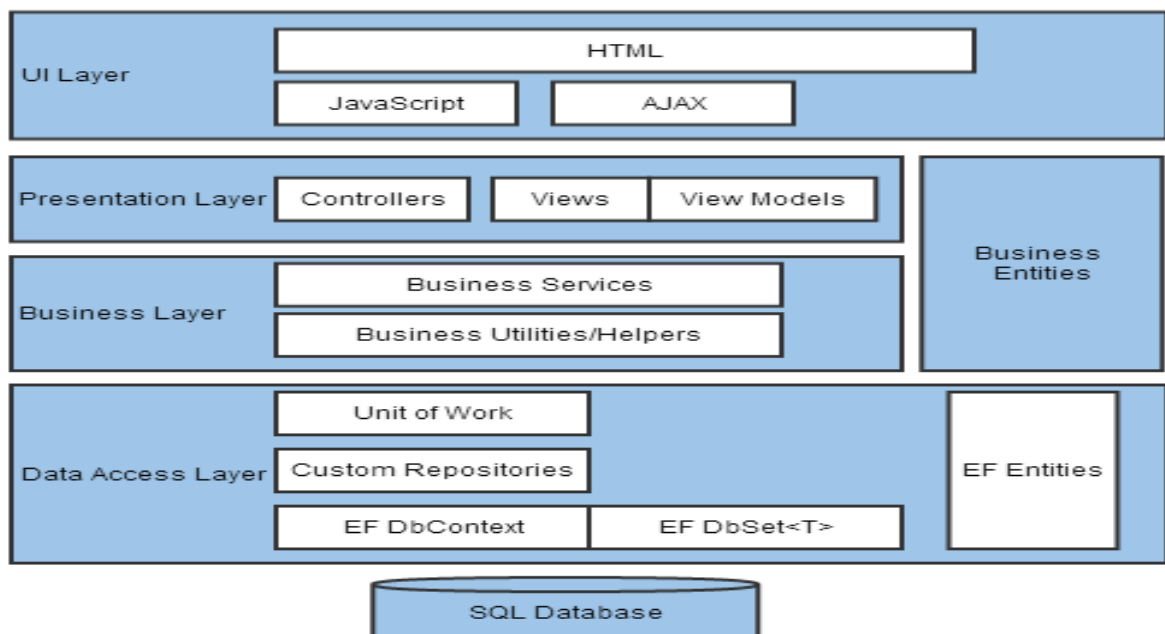 UI Layer
HTML
JavaScript
AJAX
Presentation Layer
Controllers
Views
View Models
Business
Entities
Business Layer
Business Services
Business Utilities/Helpers
Data Access Layer
Unit of Work
Custom Repositories
EF DbContext
EF DbSet<T>
EF Entities
SQL Database